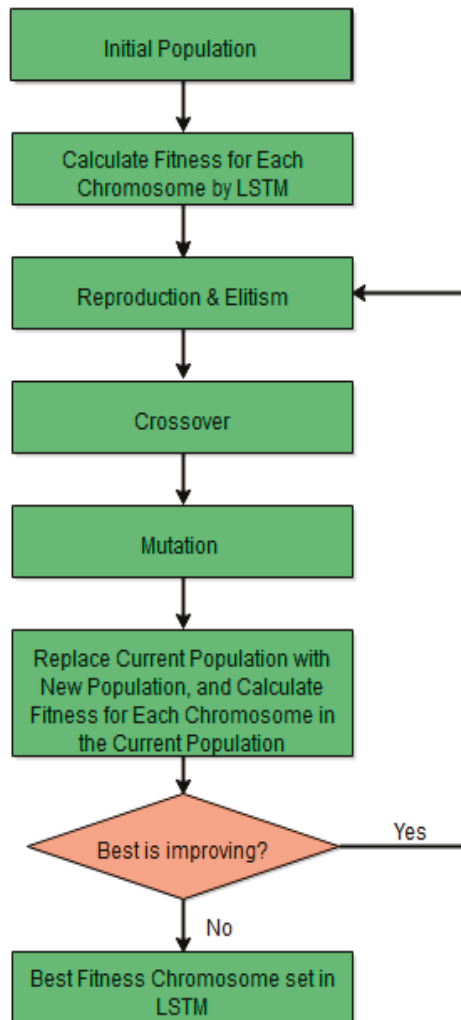 Initial Population
Calculate Fitness for Each
Chromosome by LSTM
Reproduction & Elitism
Crossover
Mutation
Replace Current Population with
New Population, and Calculate
Fitness for Each Chromosome in
the Current Population
Best is improving?
Yes
No
Best Fitness Chromosome set in
LSTM